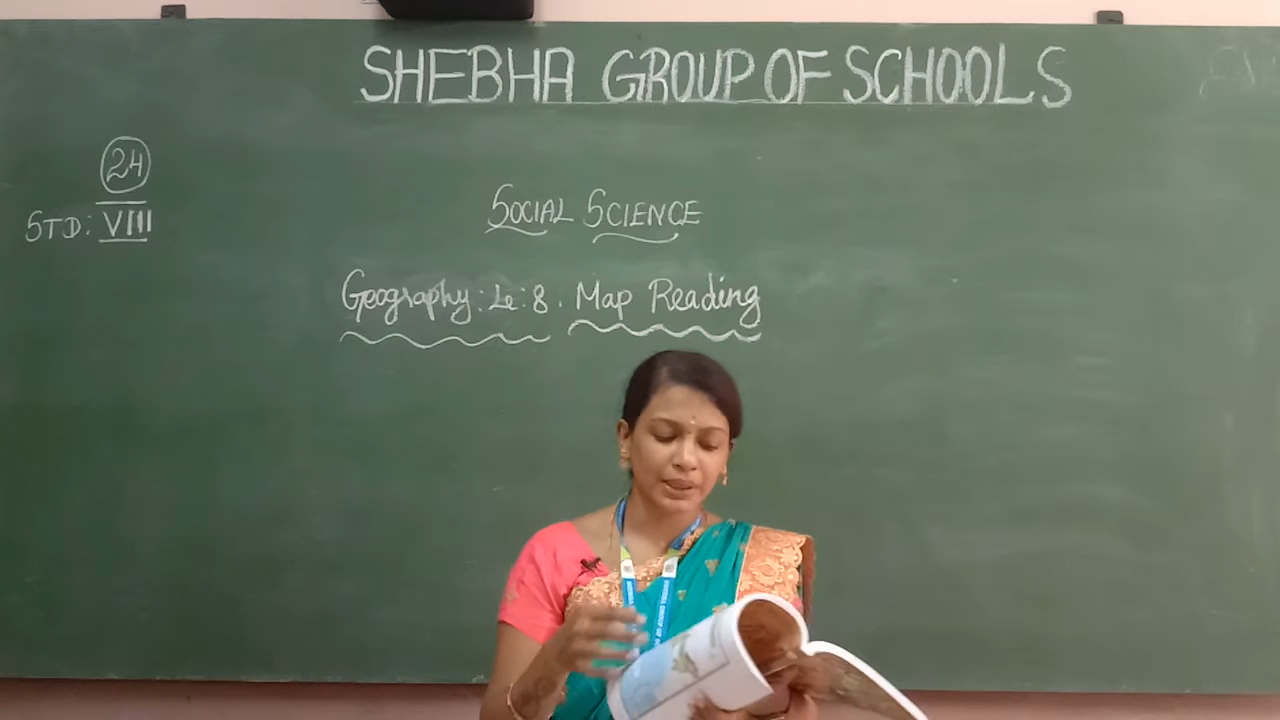 SHEBHA GROUP OF SCHOOLS
24
STD: VIII
SOCIAL SCIENCE
Geography: Le: 8. Map Reading